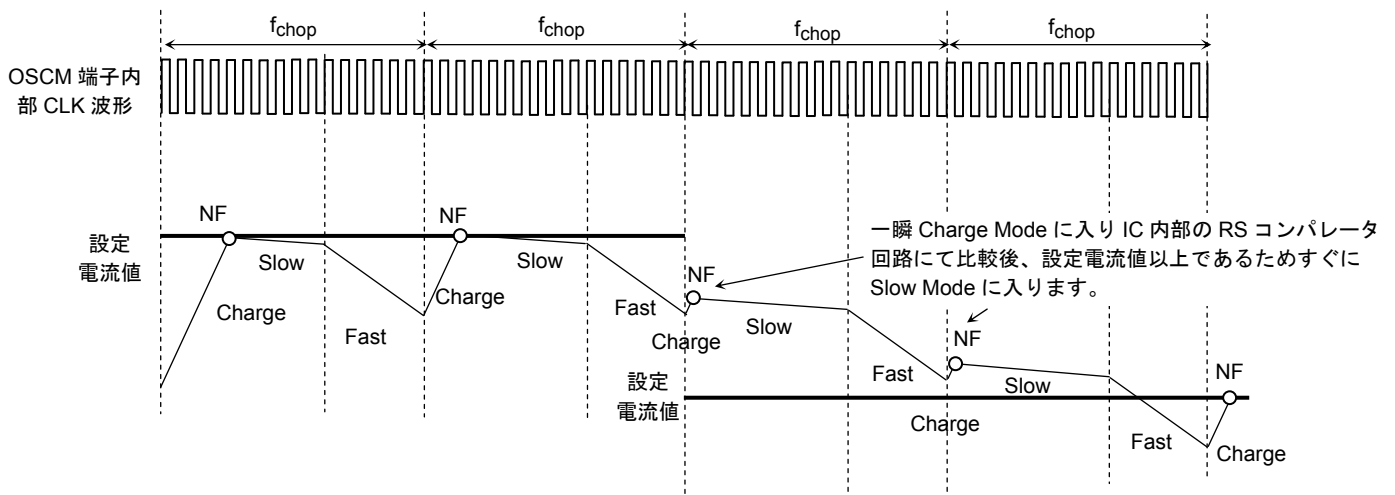 fchop
fchop
fchop
fchop
OSCM 端子内
部 CLK 波形
NF
NF
設定
電流値
Slow
Slow
Charge
Charge
Fast
Fast
NF
一瞬 Charge Mode に入り IC 内部の RS コンパレータ
回路にて比較後、設定電流値以上であるためすぐに
Slow Mode に入ります。
Slow
Charge
NF
Fast
Slow
NF
設定
電流値
Charge
Fast
Charge